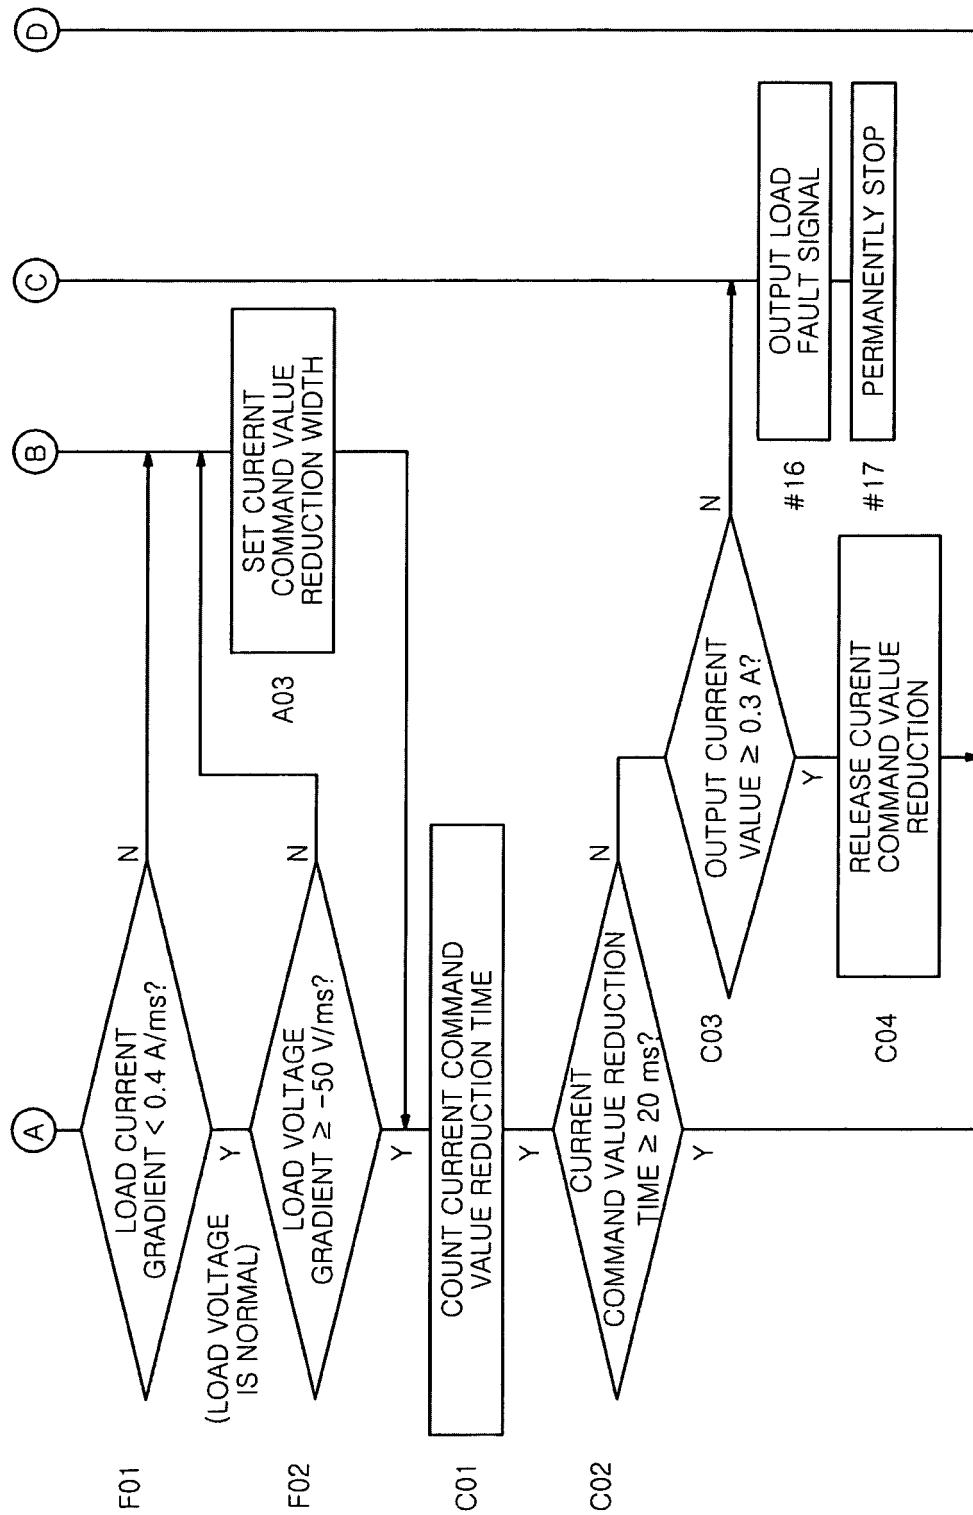 A
B
C
D
F01
LOAD CURRENT
GRADIENT < 0.4 A/ms?
N
Y
(LOAD VOLTAGE
IS NORMAL)
F02
LOAD VOLTAGE
GRADIENT ≥ -50 V/ms?
N
Y
A03
SET CURERNT
COMMAND VALUE
REDUCTION WIDTH
C01
COUNT CURRENT COMMAND
VALUE REDUCTION TIME
Y
C02
CURRENT
COMMAND VALUE REDUCTION
TIME ≥ 20 ms?
N
Y
C03
OUTPUT CURRENT
VALUE ≥ 0.3 A?
N
Y
#16
OUTPUT LOAD
FAULT SIGNAL
#17
PERMANENTLY STOP
C04
RELEASE CURENT
COMMAND VALUE
REDUCTION